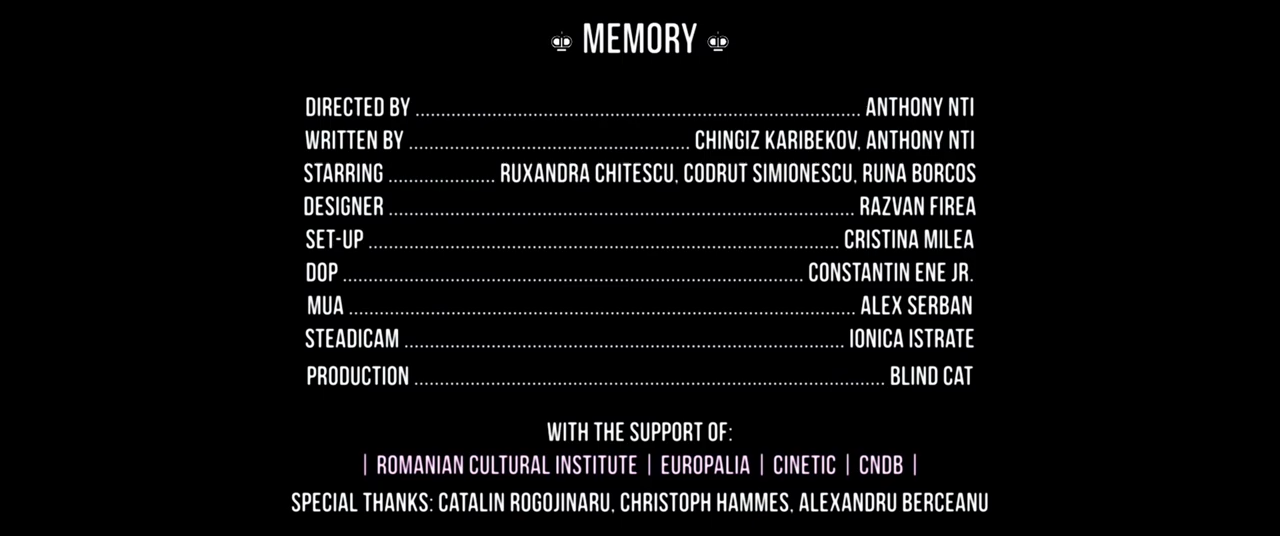 MEMORY
DIRECTED BY ........................................................................................ ANTHONY NTI
WRITTEN BY ........................................................ CHINGIZ KARIBEKOV, ANTHONY NTI
STARRING ..................... RUXANDRA CHITESCU, CODRUT SIMIONESCU, RUNA BORCOS
DESIGNER ............................................................................................ RAZVAN FIREA
SET-UP ............................................................................................. CRISTINA MILEA
DOP ........................................................................................... CONSTANTIN ENE JR.
MUA .................................................................................................... ALEX SERBAN
STEADICAM ....................................................................................... IONICA ISTRATE
PRODUCTION ............................................................................................. BLIND CAT
WITH THE SUPPORT OF:
| ROMANIAN CULTURAL INSTITUTE | EUROPALIA | CINETIC | CNDB |
SPECIAL THANKS: CATALIN ROGOJINARU, CHRISTOPH HAMMES, ALEXANDRU BERCEANU